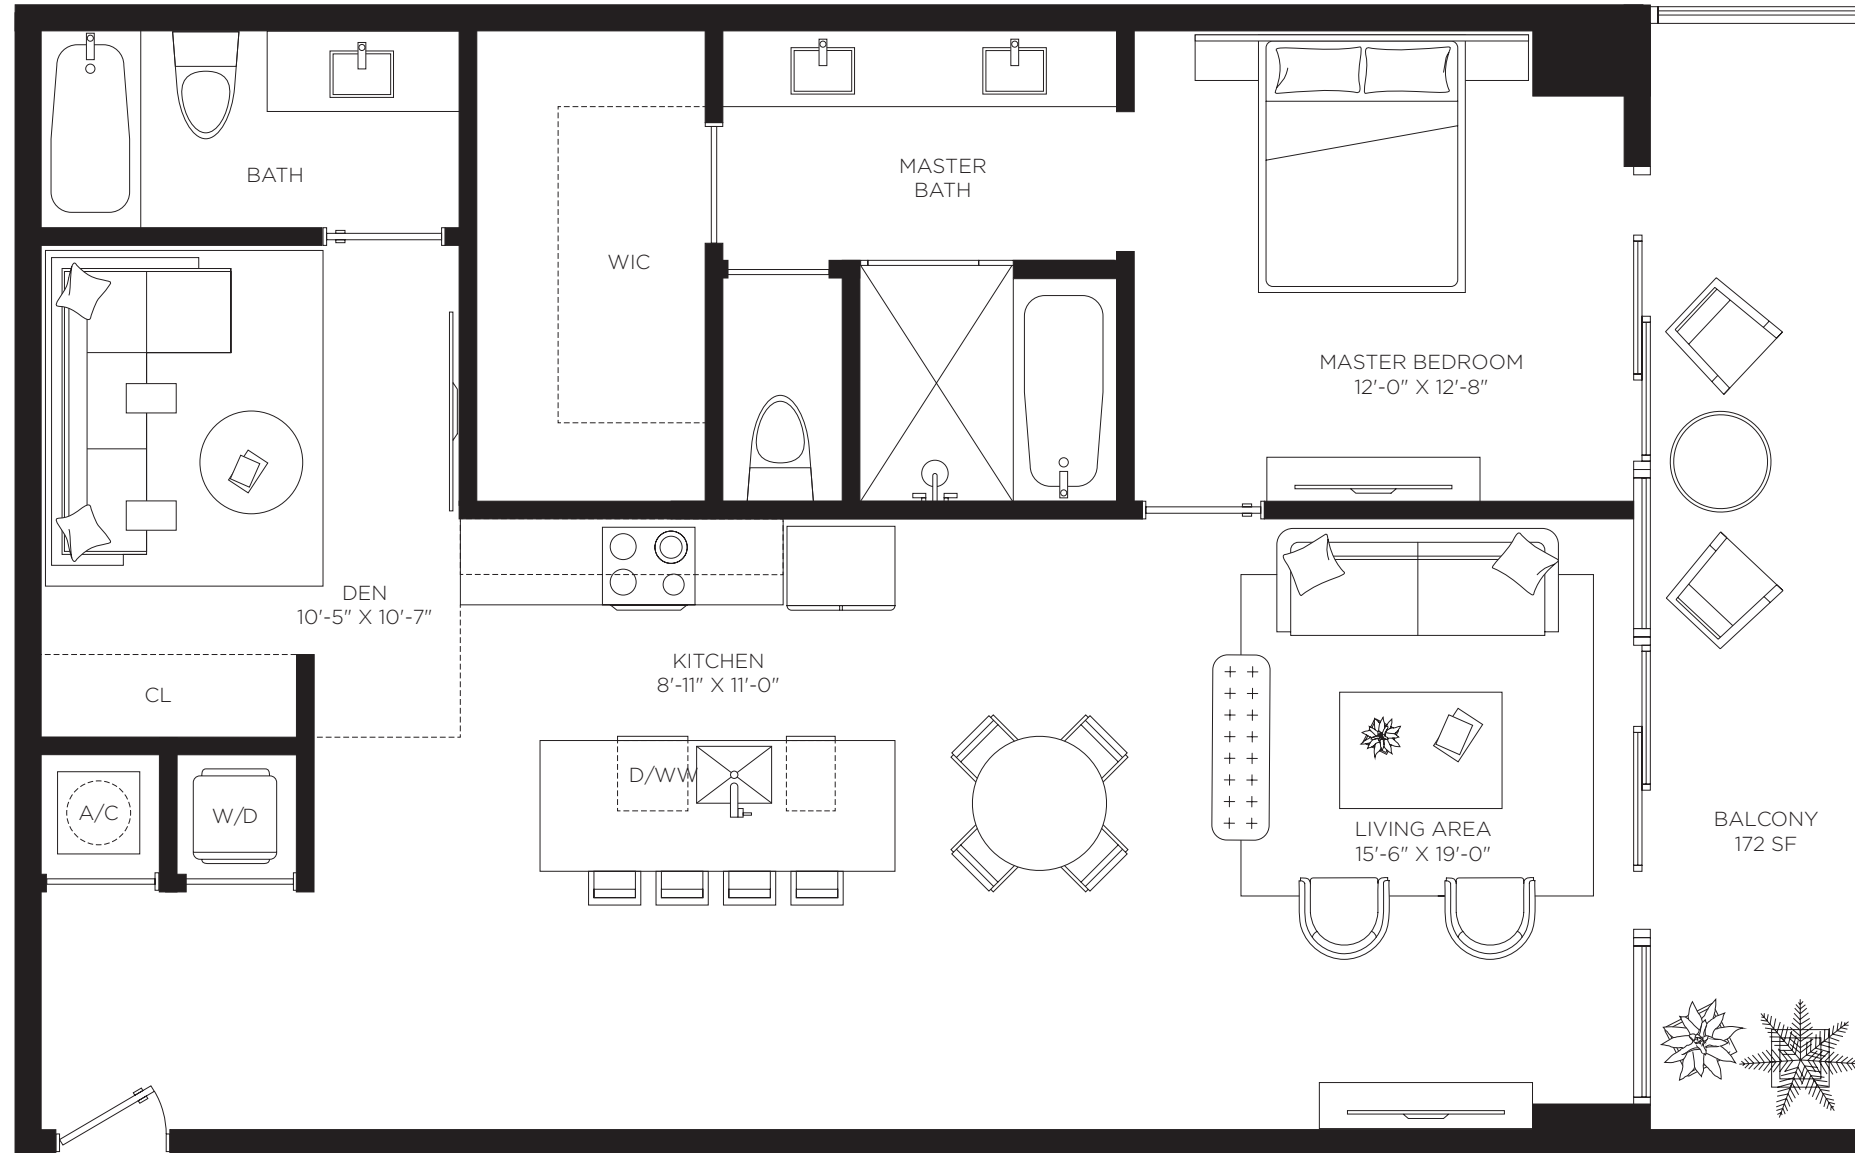 BATH
MASTER
BATH
WIC
MASTER BEDROOM
12'-0" X 12'-8"
DEN
10'-5" X 10'-7"
KITCHEN
8'-11" X 11'-0"
CL
D/WW
A/C
W/D
LIVING AREA
15'-6" X 19'-0"
BALCONY
172 SF